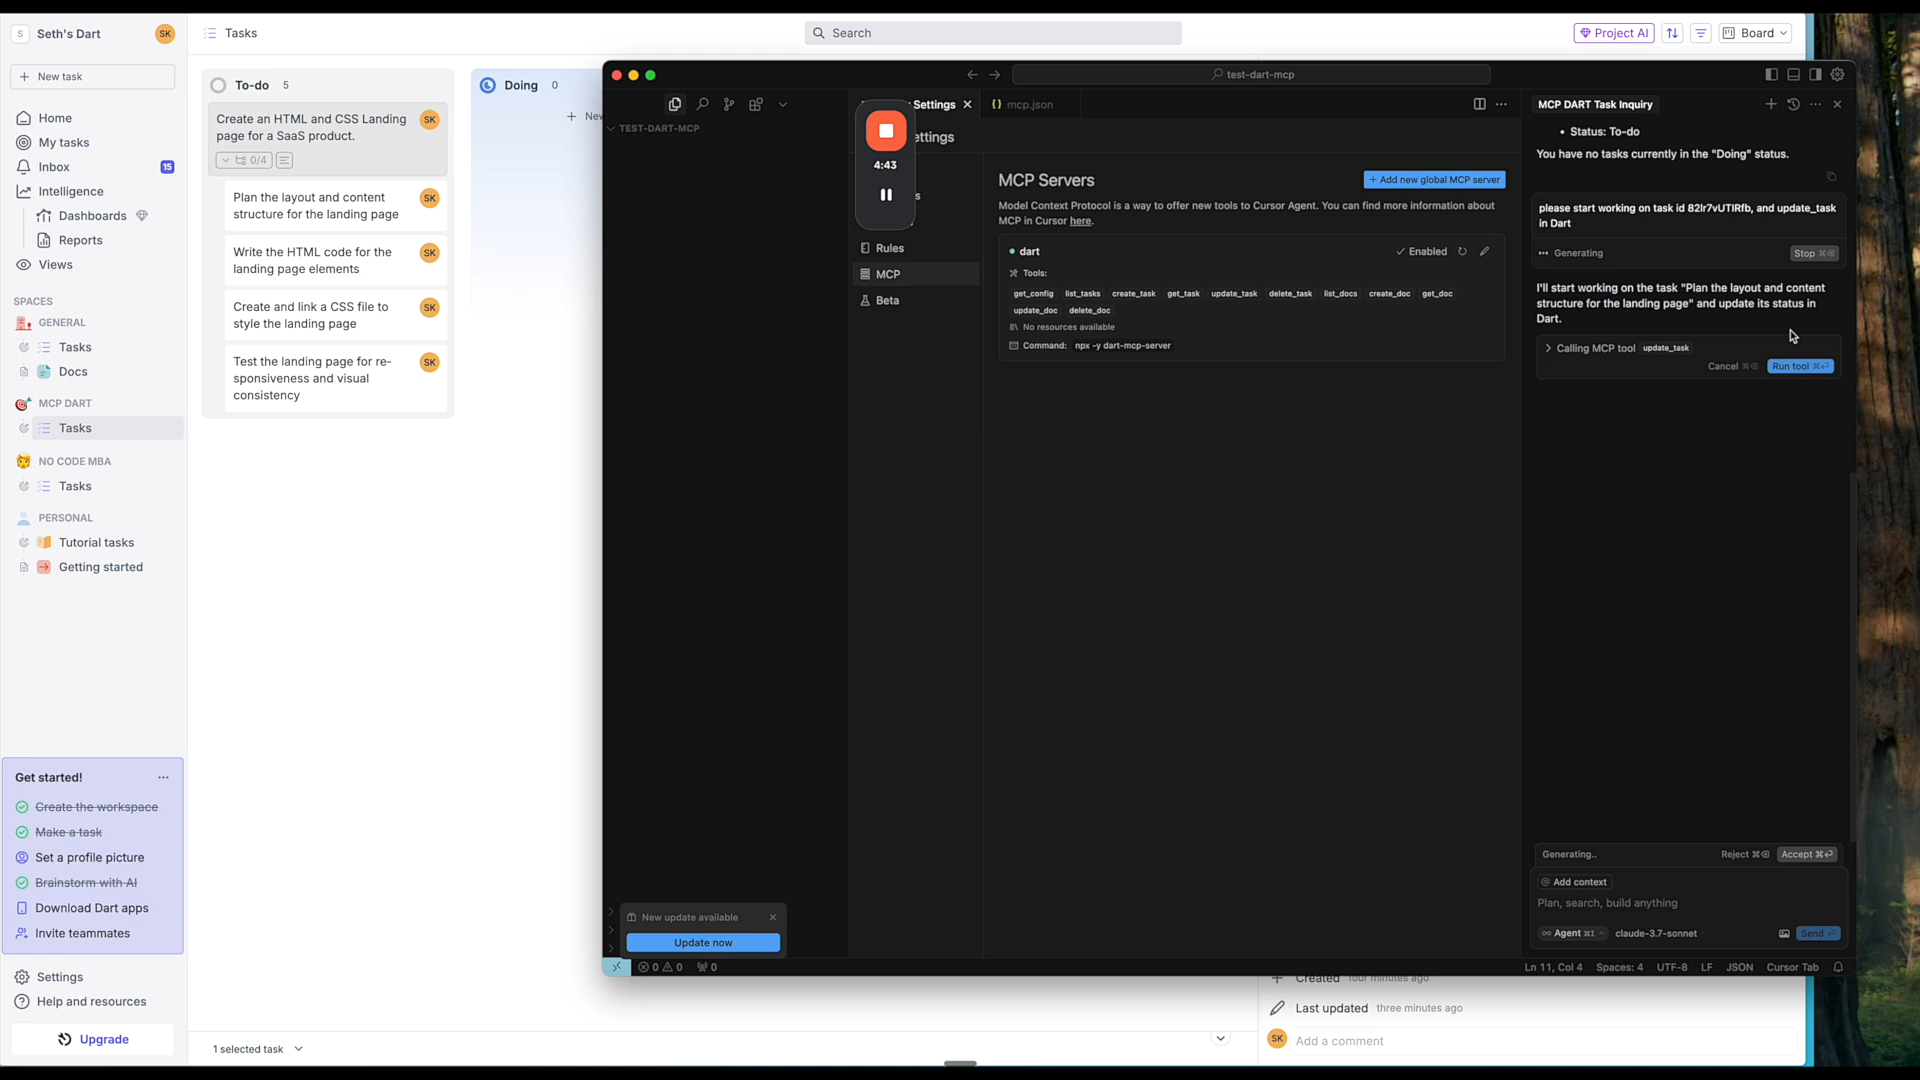 S Seth's Dart SK
New task
Home
My tasks
Inbox 15
Intelligence
Dashboards
Reports
Views
SPACES
GENERAL
Tasks
Docs
MCP DART
Tasks
NO CODE MBA
Tasks
PERSONAL
Tutorial tasks
Getting started
Get started!
Create the workspace
Make a task
Set a profile picture
Brainstorm with AI
Download Dart apps
Invite teammates
Settings
Help and resources
Upgrade
Tasks
Search
Project AI
Board
To-do 5
Create an HTML and CSS Landing
page for a SaaS product.
SK
0/4
Plan the layout and content
structure for the landing page
SK
Write the HTML code for the
landing page elements
SK
Create and link a CSS file to
style the landing page
SK
Test the landing page for re-
sponsiveness and visual
consistency
SK
Doing 0
New
1 selected task
test-dart-mcp
TEST-DART-MCP
Settings
mcp.json
ettings
4:43
s
Rules
MCP
Beta
MCP Servers
+ Add new global MCP server
Model Context Protocol is a way to offer new tools to Cursor Agent. You can find more information about
MCP in Cursor here.
dart
Enabled
Tools:
get_config list_tasks create_task get_task update_task delete_task list_docs create_doc get_doc
update_doc delete_doc
No resources available
Command: npx -y dart-mcp-server
New update available
Update now
MCP DART Task Inquiry
• Status: To-do
You have no tasks currently in the "Doing" status.
please start working on task id 82lr7vUTIRfb, and update_task
in Dart
Generating
Stop ⌘⌫
I'll start working on the task "Plan the layout and content
structure for the landing page" and update its status in
Dart.
Calling MCP tool update_task
Cancel ⌘⌫ Run tool ⌘⏎
Generating..
Reject ⌘⌫ Accept ⌘⏎
@ Add context
Plan, search, build anything
∞ Agent ⌘I claude-3.7-sonnet
Send ⏎
0 0 0
Ln 11, Col 4 Spaces: 4 UTF-8 LF JSON Cursor Tab
Created four minutes ago
Last updated three minutes ago
SK Add a comment